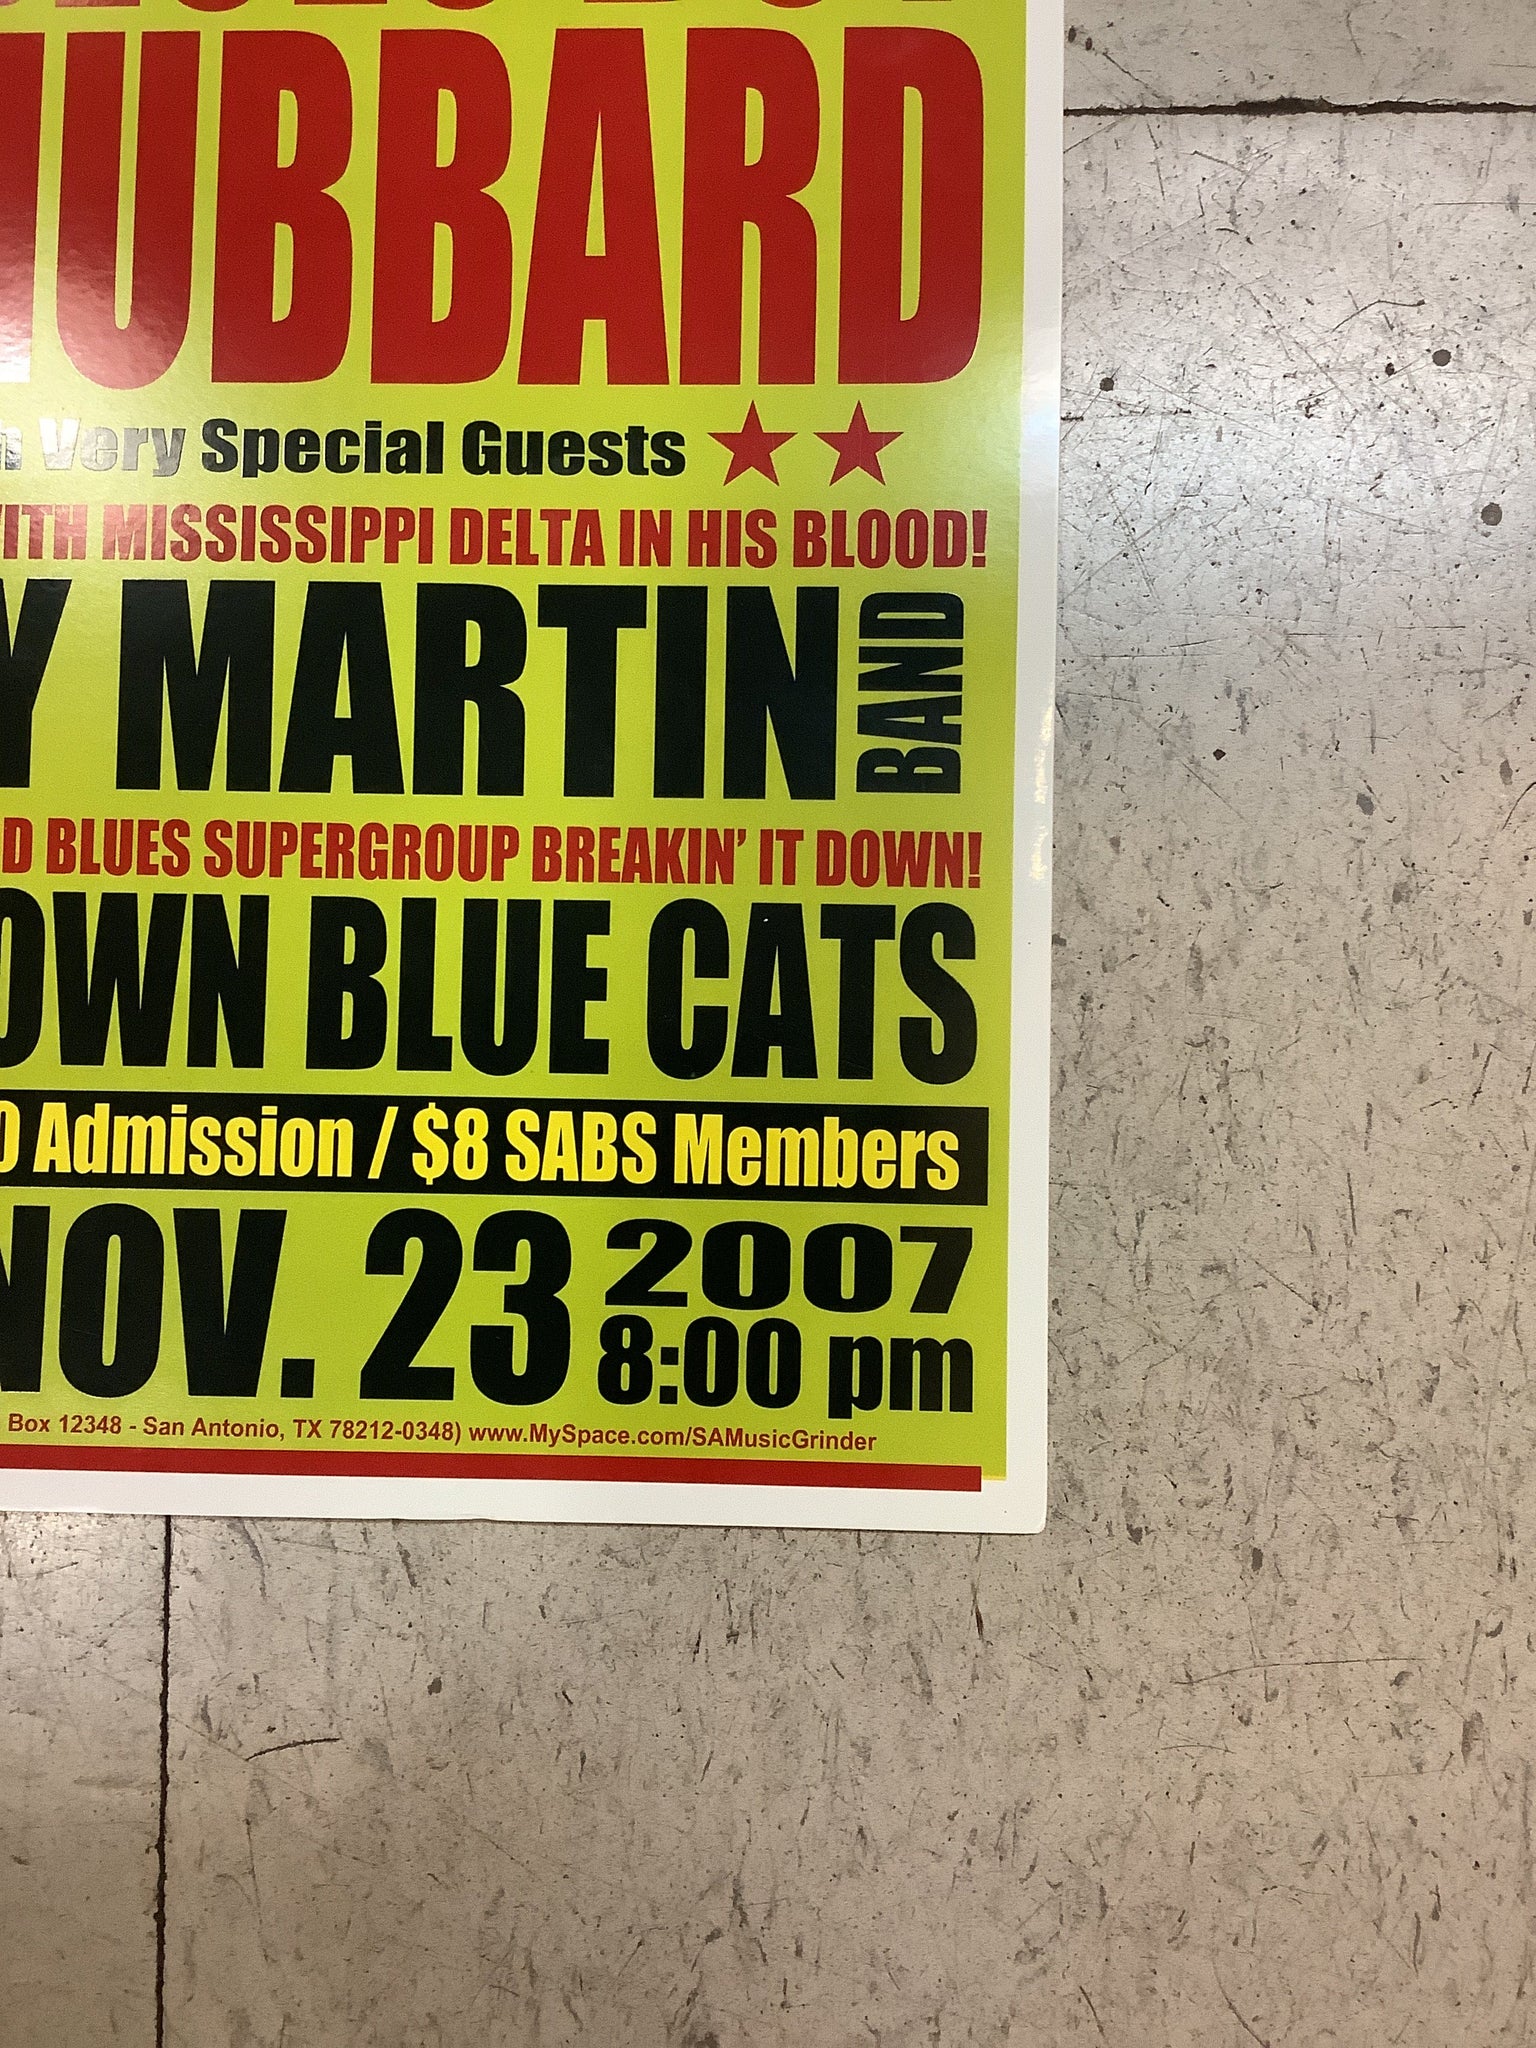 HUBBARD
Very Special Guests
WITH MISSISSIPPI DELTA IN HIS BLOOD!
Y MARTIN BAND
D BLUES SUPERGROUP BREAKIN' IT DOWN!
OWN BLUE CATS
0 Admission / $8 SABS Members
NOV. 23 2007
8:00 pm
Box 12348 - San Antonio, TX 78212-0348) www.MySpace.com/SAMusicGrinder